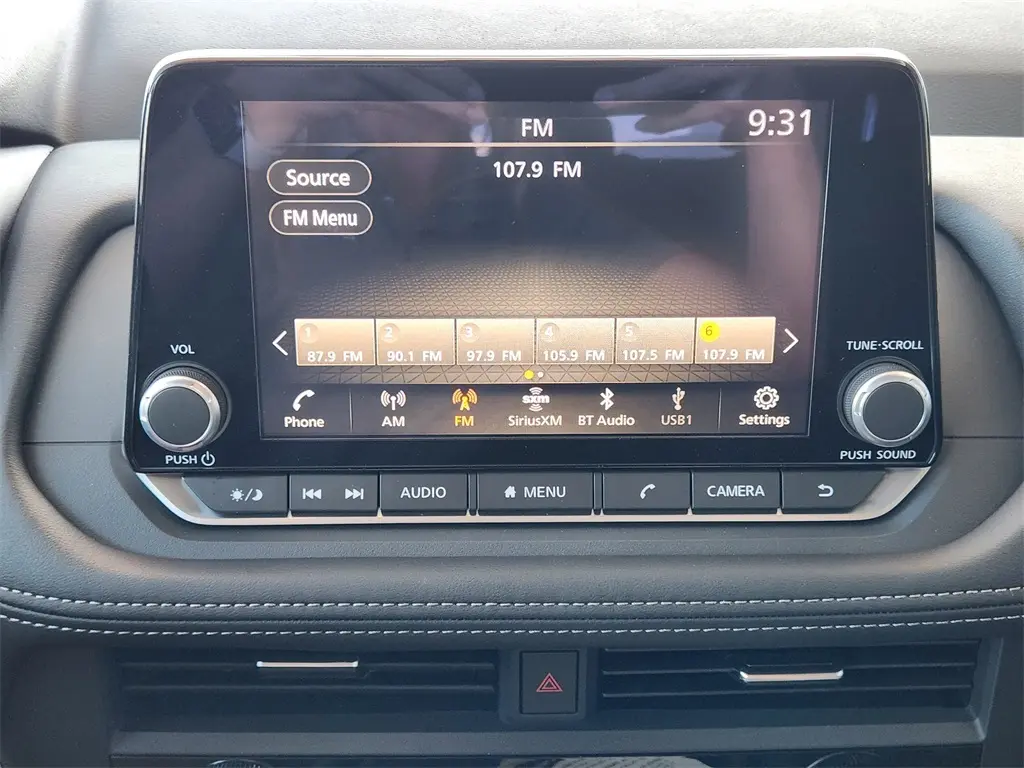 FM
9:31
107.9 FM
Source
FM Menu
1 2 3 4 5 6
87.9 FM 90.1 FM 97.9 FM 105.9 FM 107.5 FM 107.9 FM
sxm
Phone AM FM SiriusXM BT Audio USB1 Settings
VOL
TUNE·SCROLL
PUSH
PUSH SOUND
AUDIO MENU CAMERA